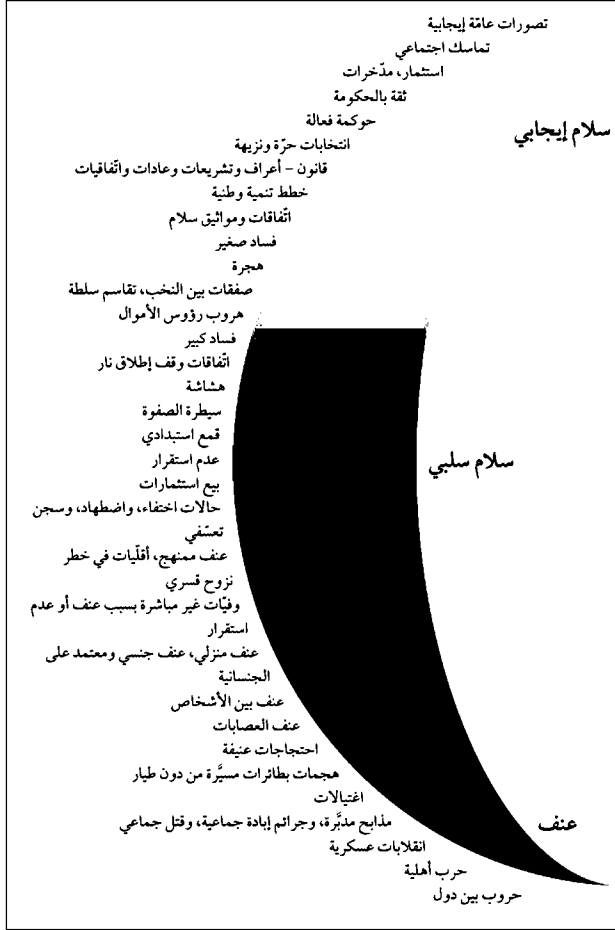 تصورات عامّة إيجابية
تماسك اجتماعي
استثمار، مدّخرات
ثقة بالحكومة
حوكمة فعالة
سلام إيجابي
انتخابات حرّة ونزيهة
قانون – أعراف وتشريعات وعادات واتّفاقيات
خطط تنمية وطنية
اتّفاقات ومواثيق سلام
فساد صغير
هجرة
صفقات بين النخب، تقاسم سلطة
هروب رؤوس الأموال
فساد كبير
اتّفاقات وقف إطلاق نار
هشاشة
سيطرة الصفوة
قمع استبدادي
عدم استقرار
سلام سلبي
بيع استثمارات
حالات اختفاء، واضطهاد، وسجن
تعسّفي
عنف ممنهج، أقلّيات في خطر
نزوح قسري
وفيّات غير مباشرة بسبب عنف أو عدم
استقرار
عنف منزلي، عنف جنسي ومعتمد على
الجنسانية
عنف بين الأشخاص
عنف العصابات
احتجاجات عنيفة
هجمات بطائرات مسيَّرة من دون طيار
اغتيالات
مذابح مدبَّرة، وجرائم إبادة جماعية، وقتل جماعي
عنف
انقلابات عسكرية
حرب أهلية
حروب بين دول